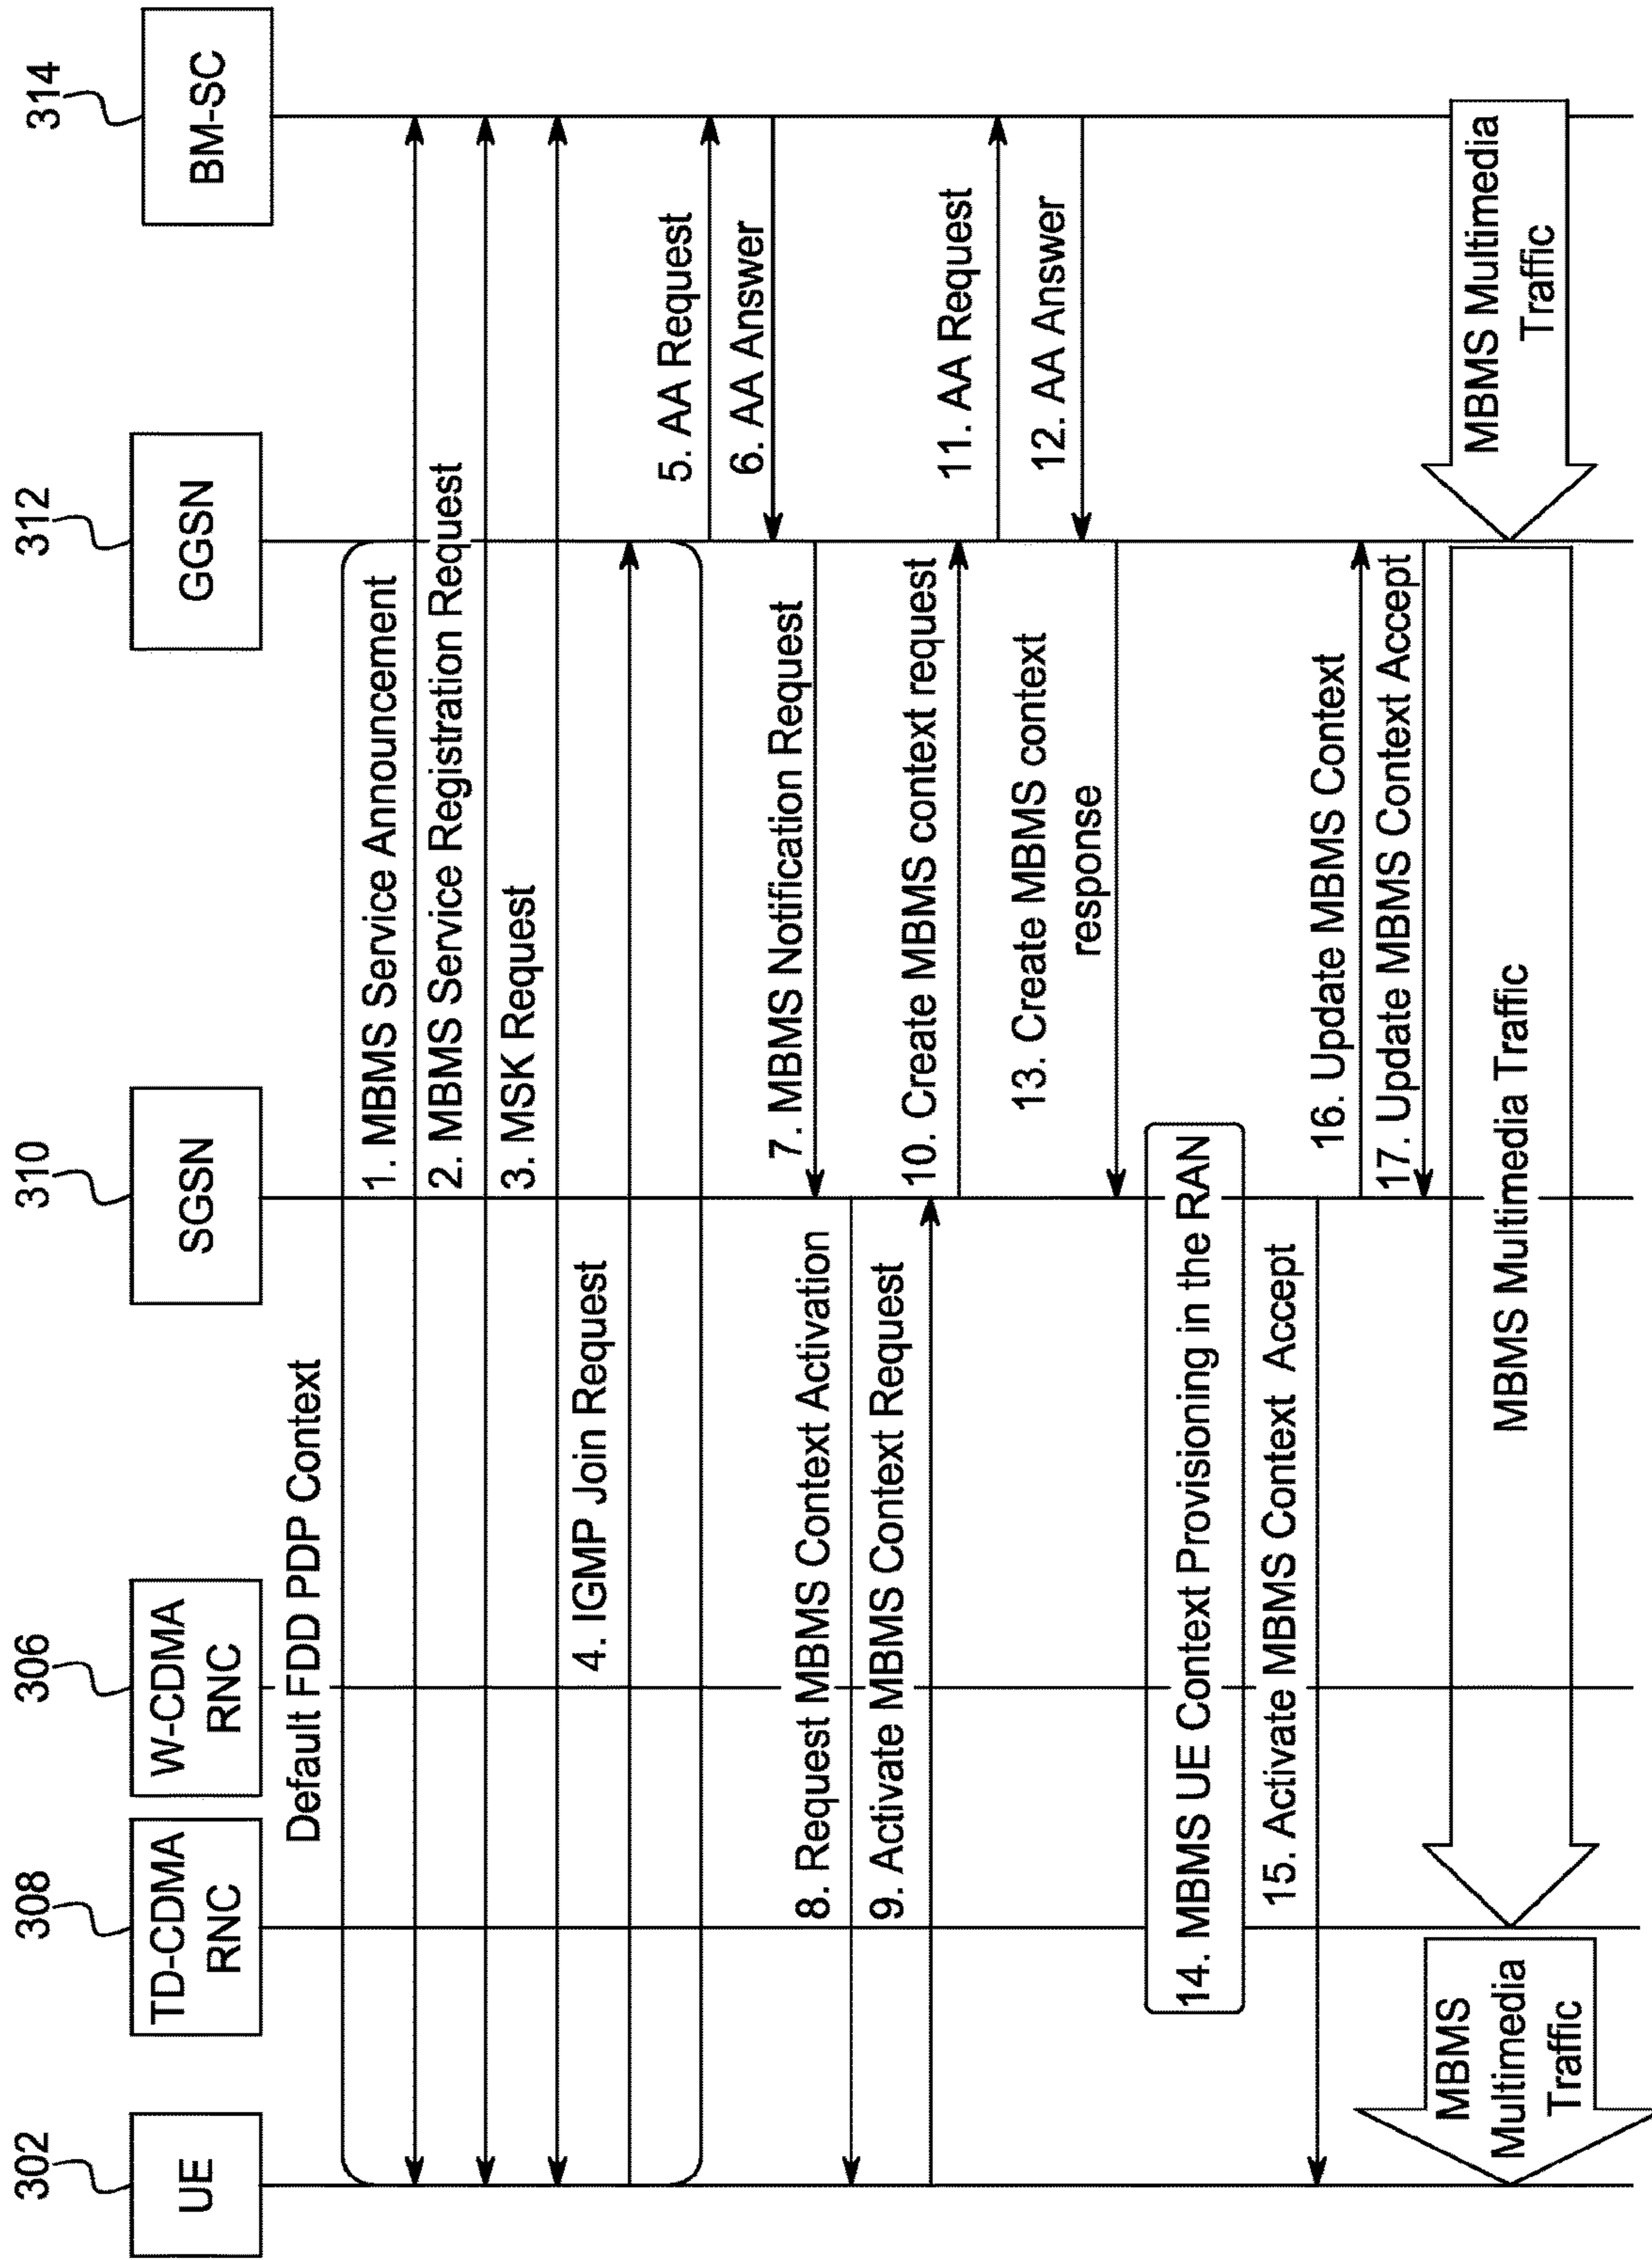 302
308
306
310
312
314
UE
TD-CDMA
RNC
W-CDMA
RNC
SGSN
GGSN
BM-SC
Default FDD PDP Context
1. MBMS Service Announcement
2. MBMS Service Registration Request
3. MSK Request
4. IGMP Join Request
5. AA Request
6. AA Answer
7. MBMS Notification Request
8. Request MBMS Context Activation
9. Activate MBMS Context Request
10. Create MBMS context request
11. AA Request
12. AA Answer
13. Create MBMS context
response
14. MBMS UE Context Provisioning in the RAN
15. Activate MBMS Context Accept
16. Update MBMS Context
17. Update MBMS Context Accept
MBMS
Multimedia
Traffic
MBMS Multimedia Traffic
MBMS Multimedia
Traffic